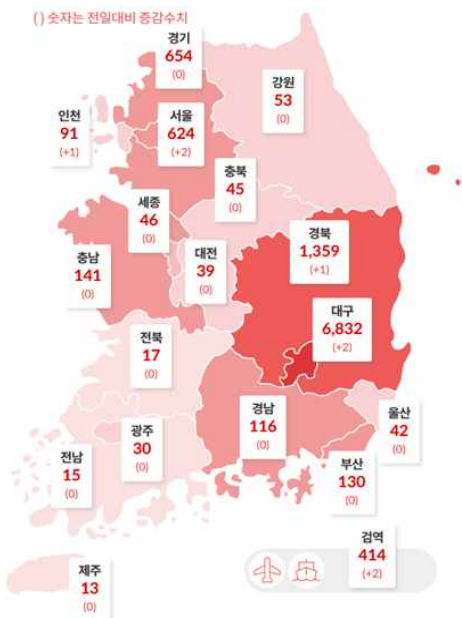 ( ) 숫자는 전일대비 증감수치
경기
654
(0)
강원
53
(0)
인천
91
(+1)
서울
624
(+2)
충북
45
(0)
세종
46
(0)
경북
1,359
(+1)
충남
141
(0)
대전
39
(0)
대구
6,832
(+2)
전북
17
(0)
경남
116
(0)
울산
42
(0)
광주
30
(0)
전남
15
(0)
부산
130
(0)
검역
414
(+2)
제주
13
(0)